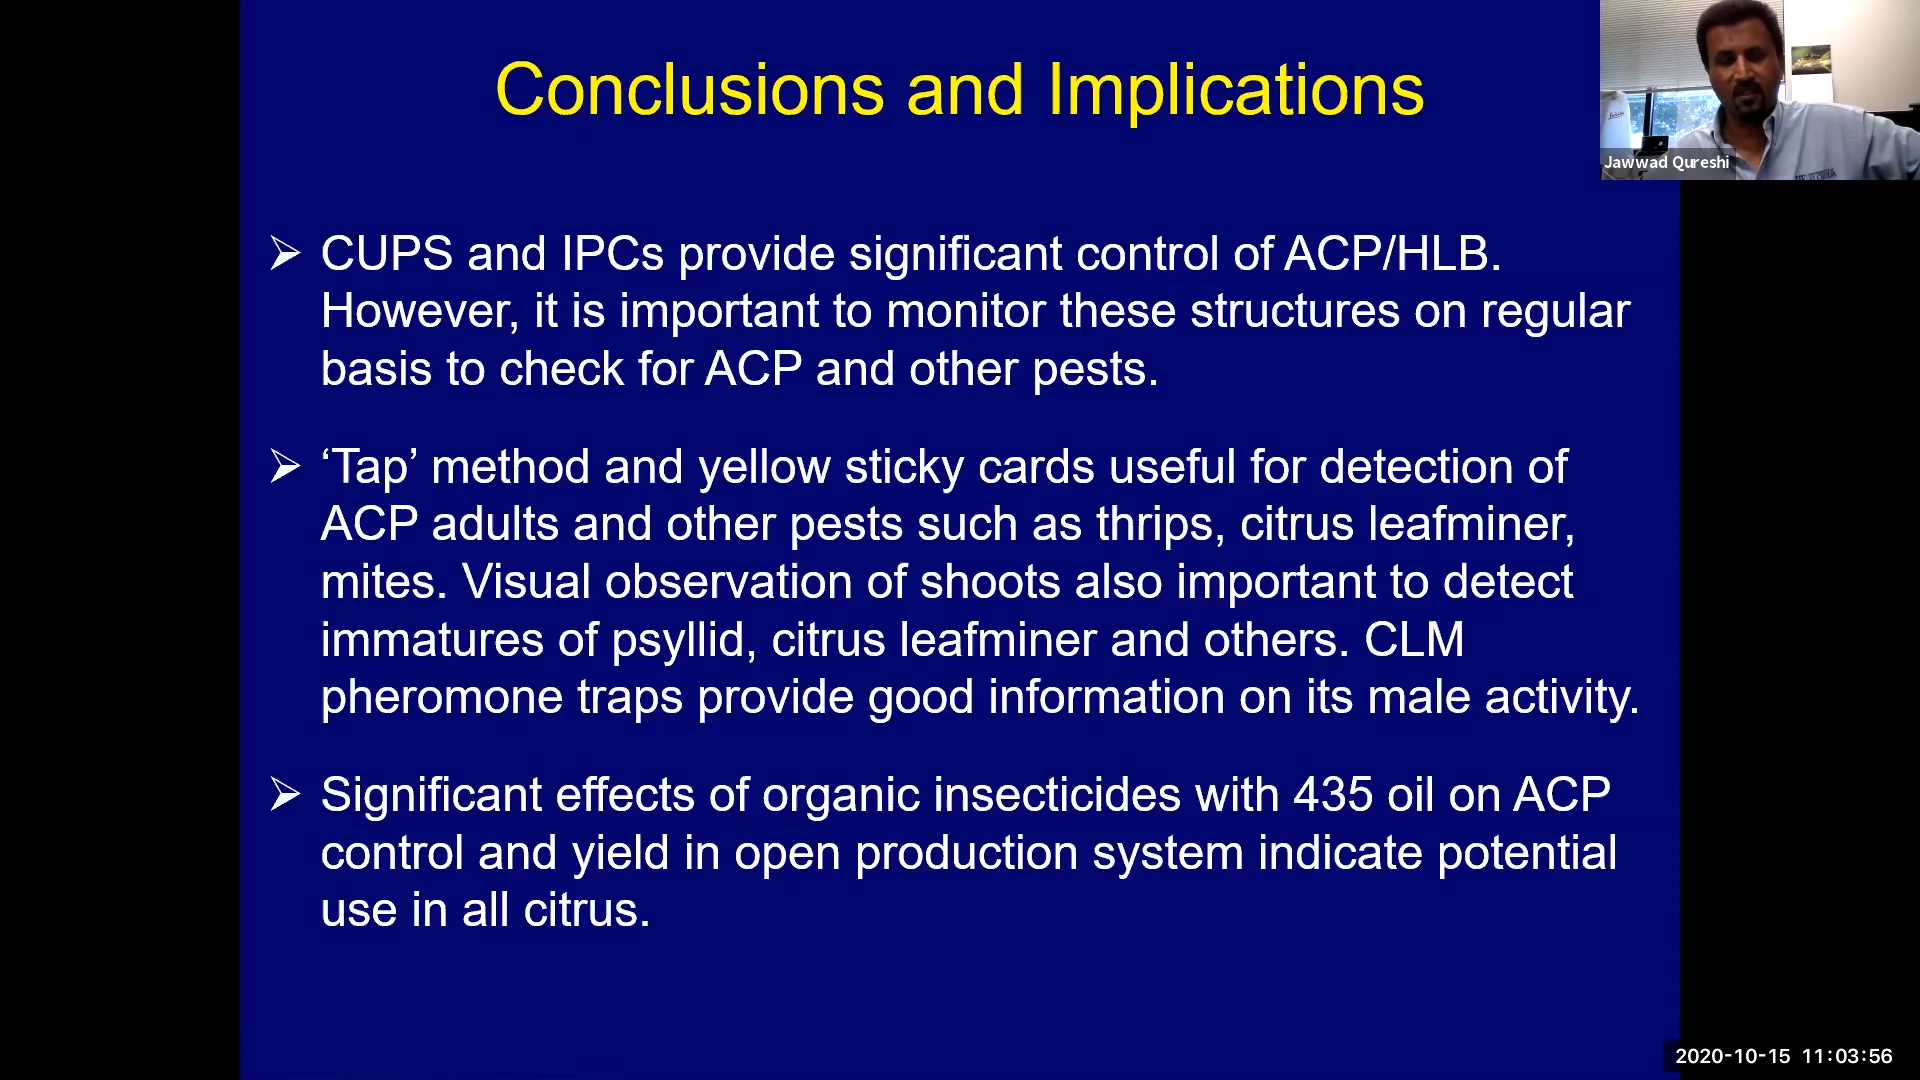 Conclusions and Implications
Jawwad Qureshi
➢ CUPS and IPCs provide significant control of ACP/HLB.
However, it is important to monitor these structures on regular
basis to check for ACP and other pests.
➢ ‘Tap’ method and yellow sticky cards useful for detection of
ACP adults and other pests such as thrips, citrus leafminer,
mites. Visual observation of shoots also important to detect
immatures of psyllid, citrus leafminer and others. CLM
pheromone traps provide good information on its male activity.
➢ Significant effects of organic insecticides with 435 oil on ACP
control and yield in open production system indicate potential
use in all citrus.
2020-10-15 11:03:56